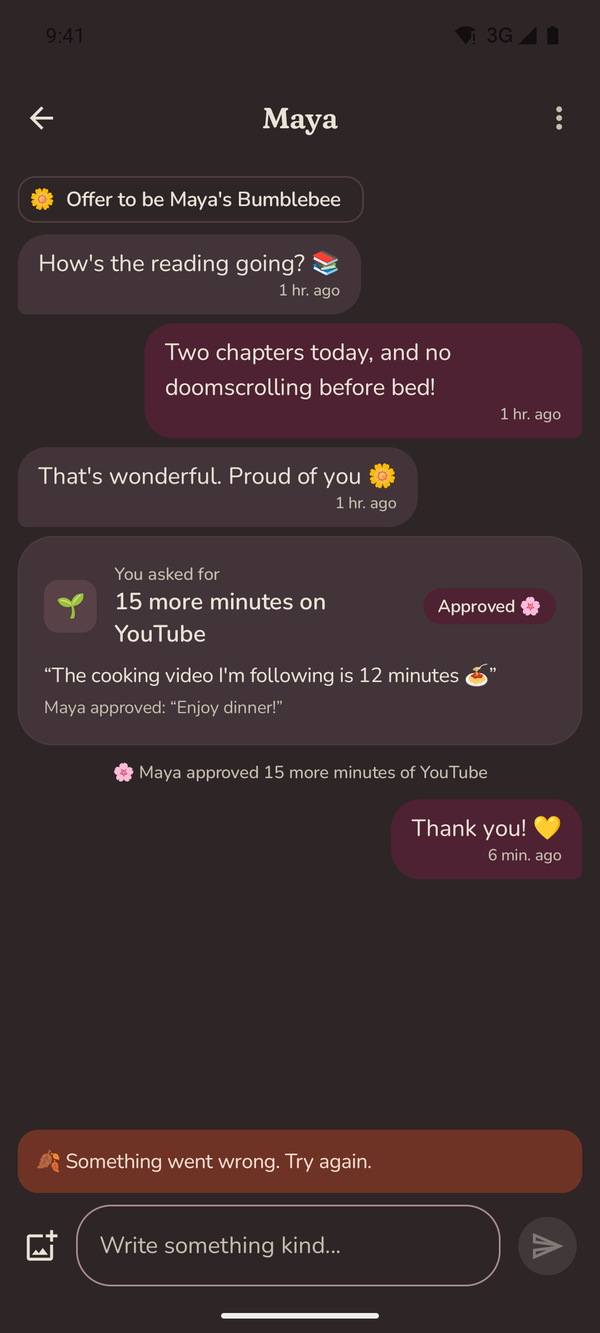 9:41
3G
Maya
🌼 Offer to be Maya's Bumblebee
How's the reading going? 📚
1 hr. ago
Two chapters today, and no
doomscrolling before bed!
1 hr. ago
That's wonderful. Proud of you 🌼
1 hr. ago
You asked for
15 more minutes on
YouTube
Approved 🌸
“The cooking video I'm following is 12 minutes 🍝”
Maya approved: “Enjoy dinner!”
🌸 Maya approved 15 more minutes of YouTube
Thank you! 💛
6 min. ago
🍂 Something went wrong. Try again.
Write something kind...